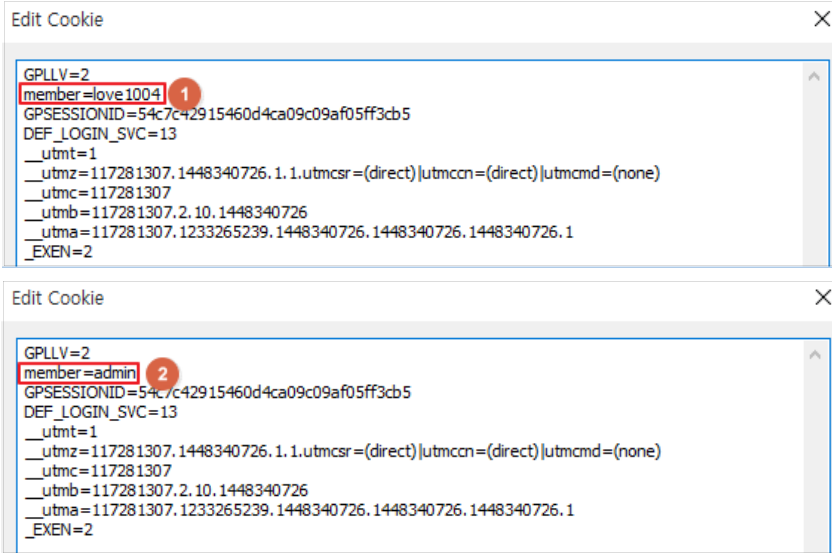 Edit Cookie
GPLLV=2
member=love1004
1
GPSESSIONID=54c7c42915460d4ca09c09af05ff3cb5
DEF_LOGIN_SVC=13
__utmt=1
__utmz=117281307.1448340726.1.1.utmcsr=(direct)|utmccn=(direct)|utmcmd=(none)
__utmc=117281307
__utmb=117281307.2.10.1448340726
__utma=117281307.1233265239.1448340726.1448340726.1448340726.1
_EXEN=2
Edit Cookie
GPLLV=2
member=admin
2
GPSESSIONID=54c7c42915460d4ca09c09af05ff3cb5
DEF_LOGIN_SVC=13
__utmt=1
__utmz=117281307.1448340726.1.1.utmcsr=(direct)|utmccn=(direct)|utmcmd=(none)
__utmc=117281307
__utmb=117281307.2.10.1448340726
__utma=117281307.1233265239.1448340726.1448340726.1448340726.1
_EXEN=2